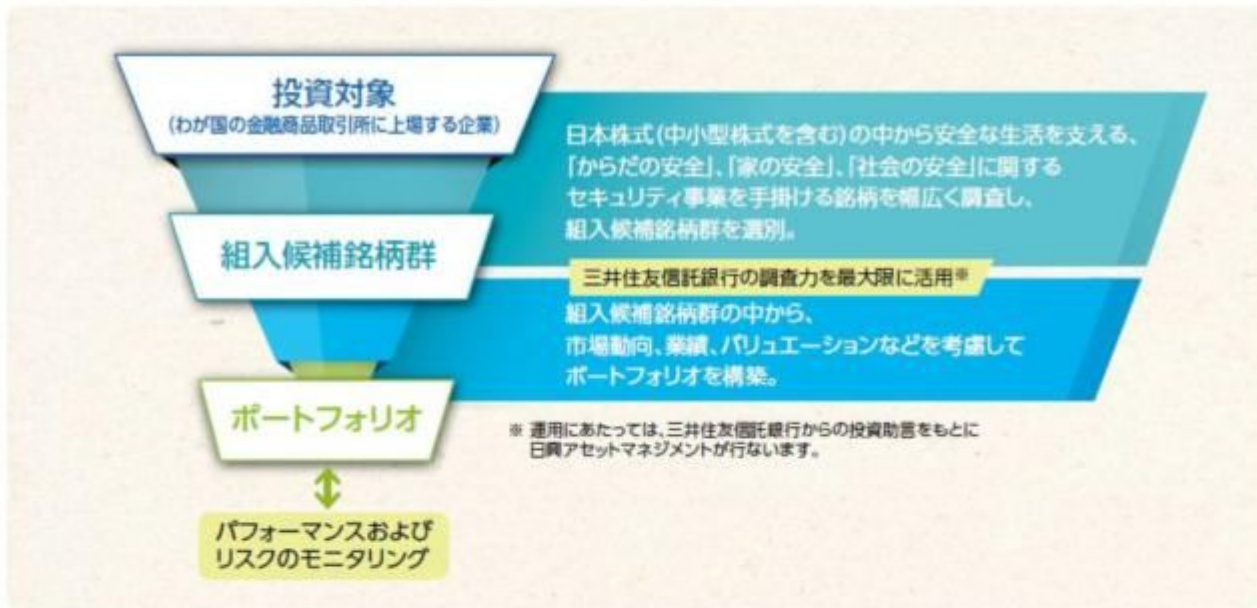 投資対象
(わが国の金融商品取引所に上場する企業)
日本株式(中小型株式を含む)の中から安全な生活を支える、
「からだの安全」、「家の安全」、「社会の安全」に関する
セキュリティ事業を手掛ける銘柄を幅広く調査し、
組入候補銘柄群を選別。
組入候補銘柄群
三井住友信託銀行の調査力を最大限に活用※
組入候補銘柄群の中から、
市場動向、業績、バリュエーションなどを考慮して
ポートフォリオを構築。
ポートフォリオ
※ 運用にあたっては、三井住友信託銀行からの投資助言をもとに
日興アセットマネジメントが行ないます。
パフォーマンスおよび
リスクのモニタリング